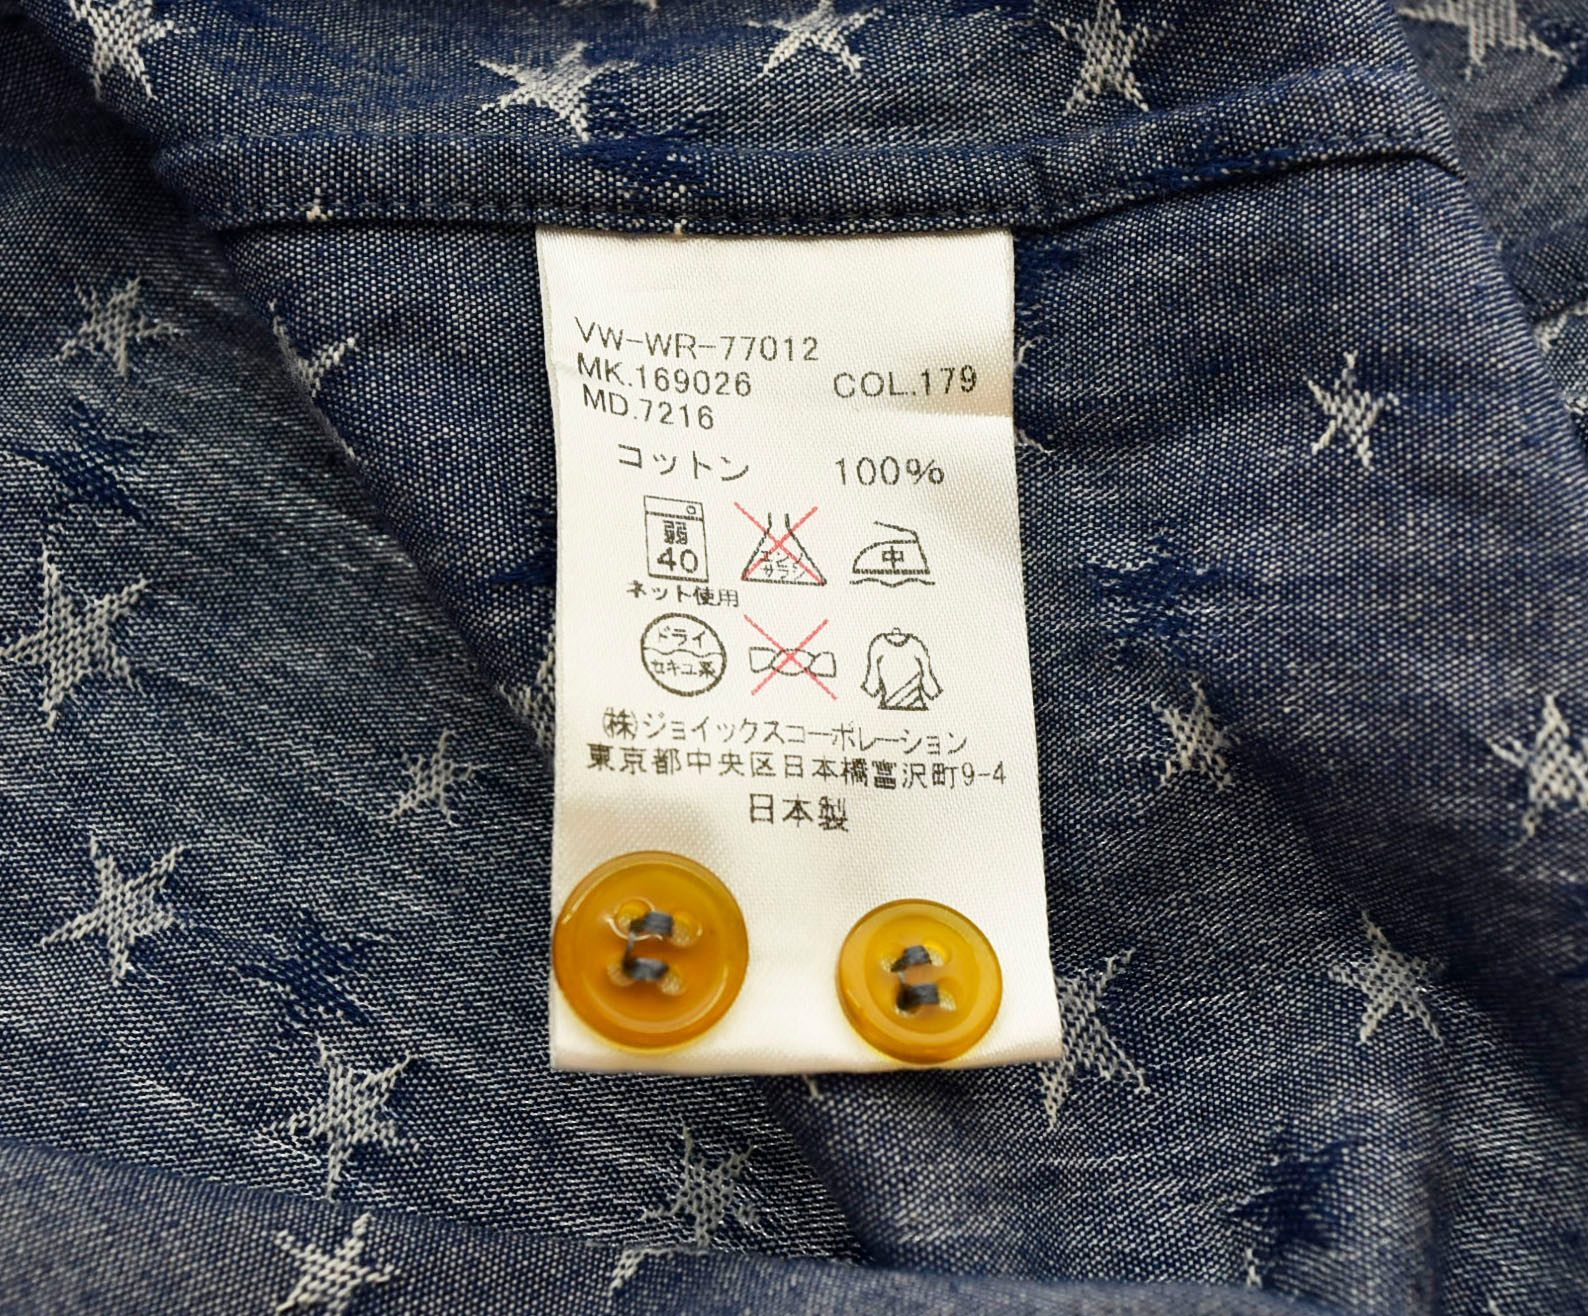 VW-WR-77012
MK.169026 COL.179
MD.7216
コットン 100%
弱 40
エンソ サラシ
中
ネット使用
ドライ
セキユ系
㈱ジョイックスコーポレーション
東京都中央区日本橋富沢町9-4
日本製